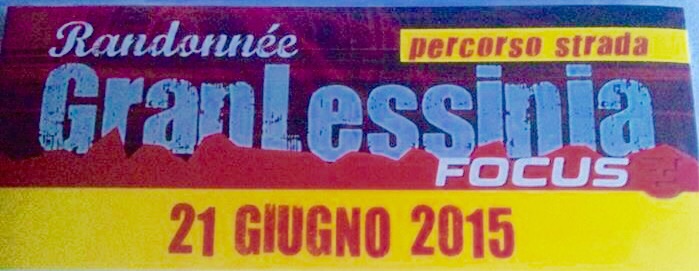 Randonnée
percorso strada
GranLessinia
FOCUS
21 GIUGNO 2015